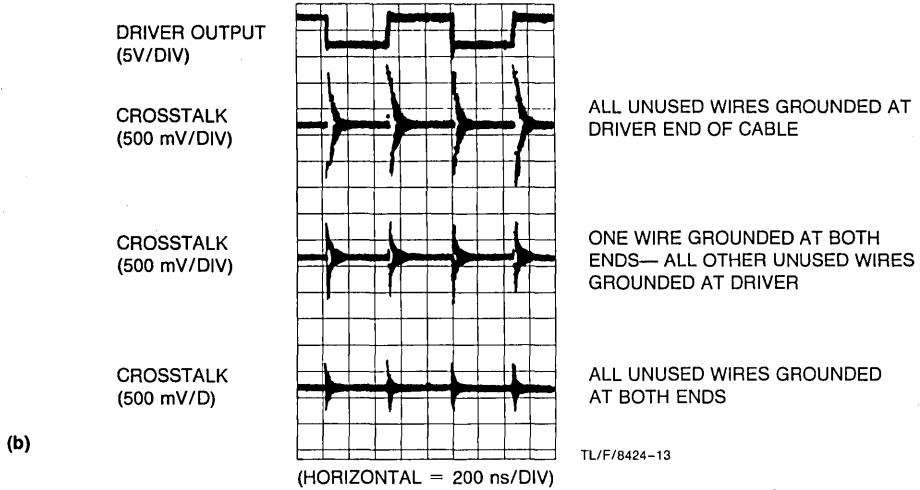 DRIVER OUTPUT
(5V/DIV)
CROSSTALK
(500 mV/DIV)
ALL UNUSED WIRES GROUNDED AT
DRIVER END OF CABLE
CROSSTALK
(500 mV/DIV)
ONE WIRE GROUNDED AT BOTH
ENDS— ALL OTHER UNUSED WIRES
GROUNDED AT DRIVER
CROSSTALK
(500 mV/D)
ALL UNUSED WIRES GROUNDED
AT BOTH ENDS
(b)
TL/F/8424–13
(HORIZONTAL = 200 ns/DIV)